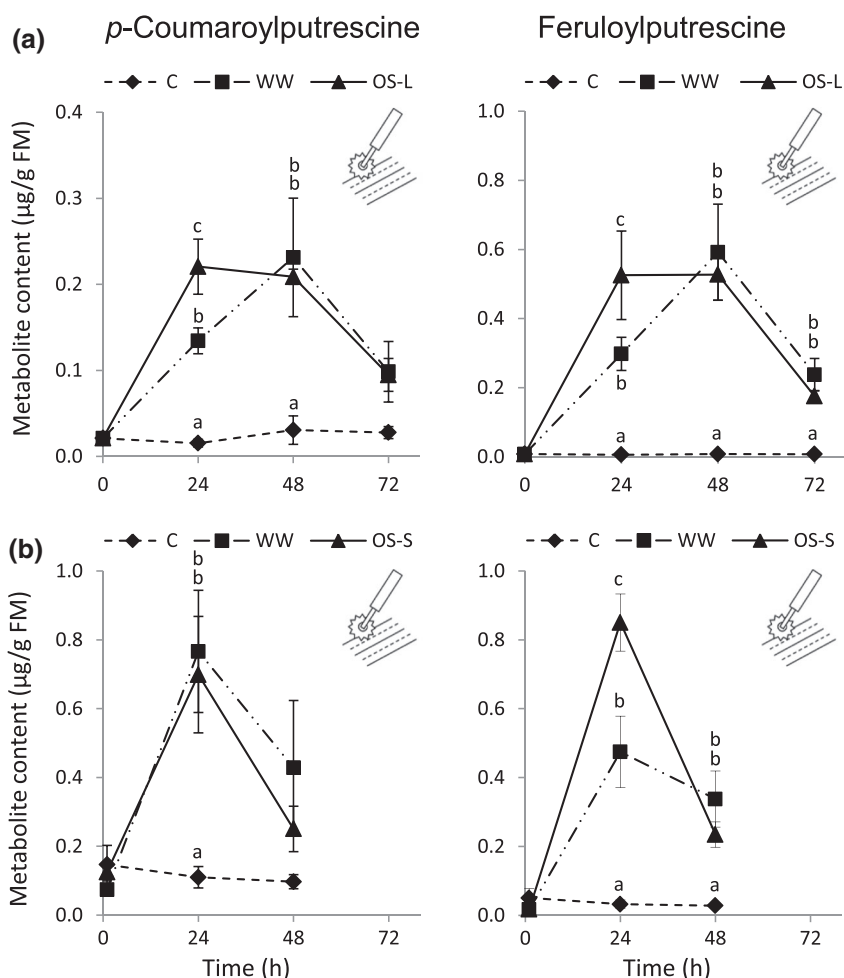 p-Coumaroylputrescine Feruloylputrescine
(a)
C WW OS-L C WW OS-L
Metabolite content (µg/g FM)
0.4
0.3
0.2
0.1
0.0
0 24 48 72
c
b
a
b
b
a
1.0
0.8
0.6
0.4
0.2
0.0
0 24 48 72
c
b
a
b
b
a
b
b
a
(b)
C WW OS-S C WW OS-S
Metabolite content (µg/g FM)
1.0
0.8
0.6
0.4
0.2
0.0
0 24 48 72
Time (h)
b
b
a
1.0
0.8
0.6
0.4
0.2
0.0
0 24 48 72
Time (h)
c
b
a
b
b
a